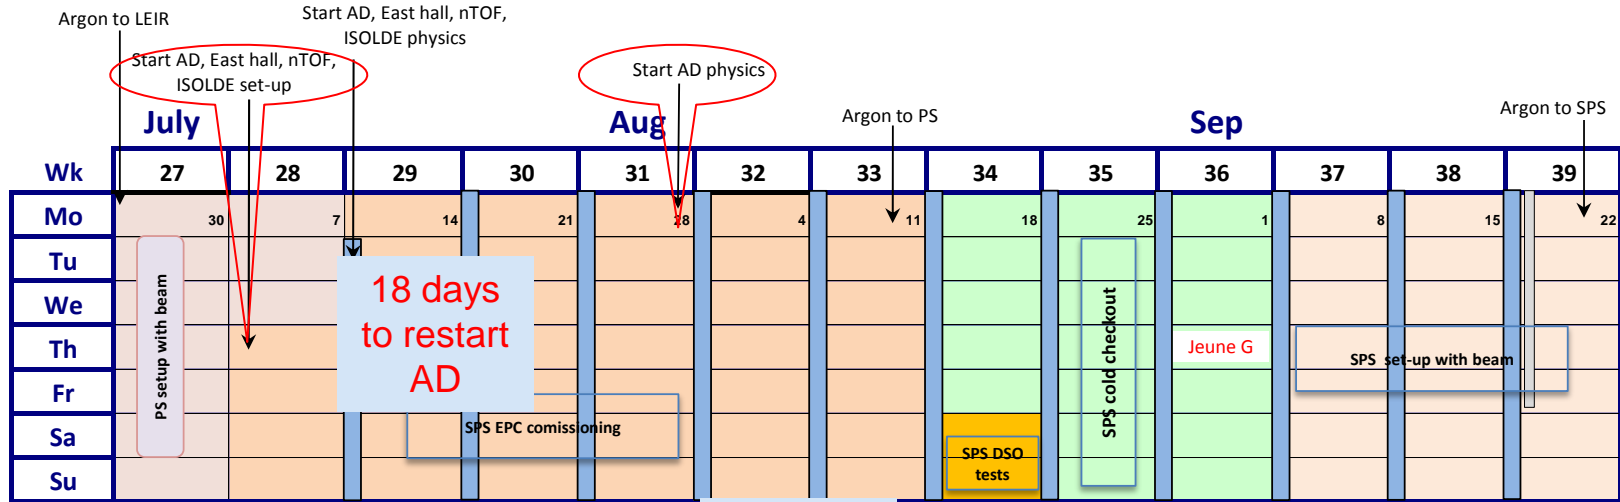 Argon to LEIR
Start AD, East hall, nTOF,
ISOLDE physics
Start AD, East hall, nTOF,
ISOLDE set-up
Start AD physics
Argon to PS
Argon to SPS
July
Aug
Sep
Wk 27 28 29 30 31 32 33 34 35 36 37 38 39
Mo 30 7 14 21 28 4 11 18 25 1 8 15 22
Tu
We
Th
Fr
Sa
Su
PS setup with beam
18 days
to restart
AD
SPS EPC comissioning
SPS DSO
tests
SPS cold checkout
Jeune G
SPS set-up with beam